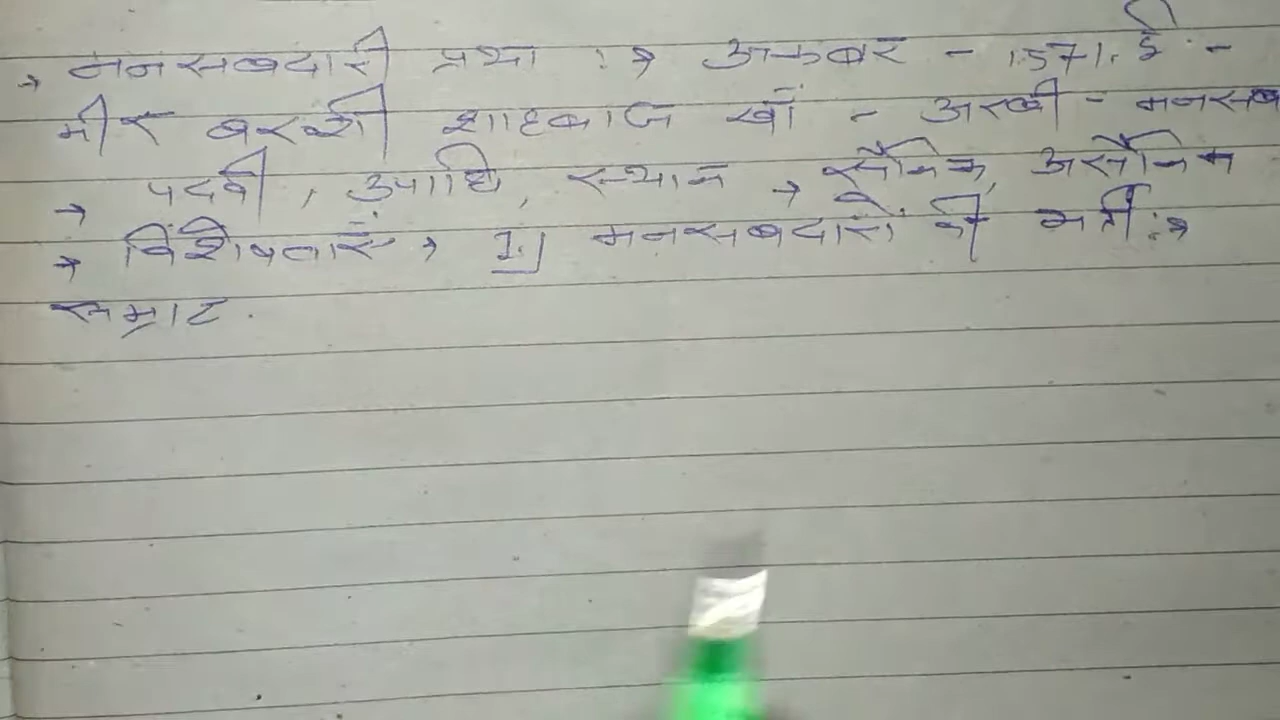 → मनसबदारी प्रथा :→ अकबर - 1571. ई. -
मीर बख्शी शाहबाज खाँ - अरबी - मनसब
→ पदवी, उपाधि, स्थान → सैनिक, असैनिक
→ विशेषताएँ → 1. मनसबदारों की भर्ती :→
सम्राट.